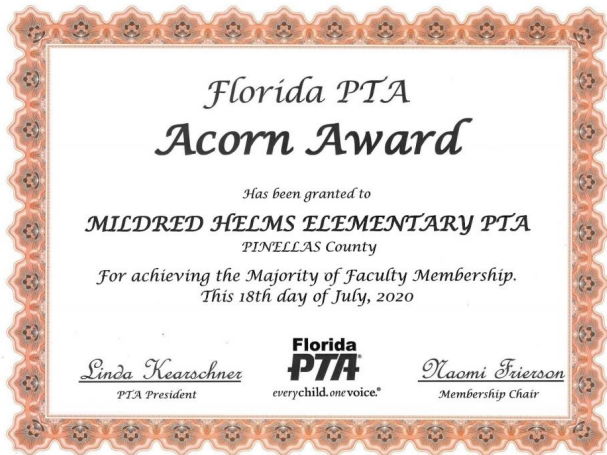 Florida PTA
Acorn Award
Has been granted to
MILDRED HELMS ELEMENTARY PTA
PINELLAS County
For achieving the Majority of Faculty Membership.
This 18th day of July, 2020
Linda Kearschner
PTA President
Florida
PTA®
everychild.onevoice.®
Naomi Frierson
Membership Chair